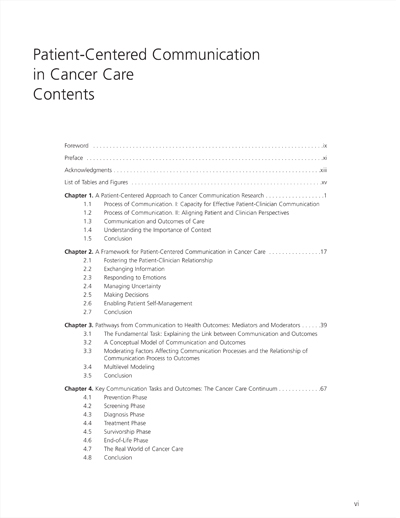 Patient-Centered Communication
in Cancer Care
Contents
Foreword . . . . . . . . . . . . . . . . . . . . . . . . . . . . . . . . . . . . . . . . ix
Preface . . . . . . . . . . . . . . . . . . . . . . . . . . . . . . . . . . . . . . . . xi
Acknowledgments . . . . . . . . . . . . . . . . . . . . . . . . . . . . . . . . . . . . xiii
List of Tables and Figures . . . . . . . . . . . . . . . . . . . . . . . . . . . . . . . . xv
Chapter 1. A Patient-Centered Approach to Cancer Communication Research . . . . . . . . . . . . . . . . . 1
1.1 Process of Communication. I: Capacity for Effective Patient-Clinician Communication
1.2 Process of Communication. II: Aligning Patient and Clinician Perspectives
1.3 Communication and Outcomes of Care
1.4 Understanding the Importance of Context
1.5 Conclusion
Chapter 2. A Framework for Patient-Centered Communication in Cancer Care . . . . . . . . . . . . . . . . 17
2.1 Fostering the Patient-Clinician Relationship
2.2 Exchanging Information
2.3 Responding to Emotions
2.4 Managing Uncertainty
2.5 Making Decisions
2.6 Enabling Patient Self-Management
2.7 Conclusion
Chapter 3. Pathways from Communication to Health Outcomes: Mediators and Moderators . . . . . . 39
3.1 The Fundamental Task: Explaining the Link between Communication and Outcomes
3.2 A Conceptual Model of Communication and Outcomes
3.3 Moderating Factors Affecting Communication Processes and the Relationship of
Communication Process to Outcomes
3.4 Multilevel Modeling
3.5 Conclusion
Chapter 4. Key Communication Tasks and Outcomes: The Cancer Care Continuum . . . . . . . . . . . . . 67
4.1 Prevention Phase
4.2 Screening Phase
4.3 Diagnosis Phase
4.4 Treatment Phase
4.5 Survivorship Phase
4.6 End-of-Life Phase
4.7 The Real World of Cancer Care
4.8 Conclusion
vi